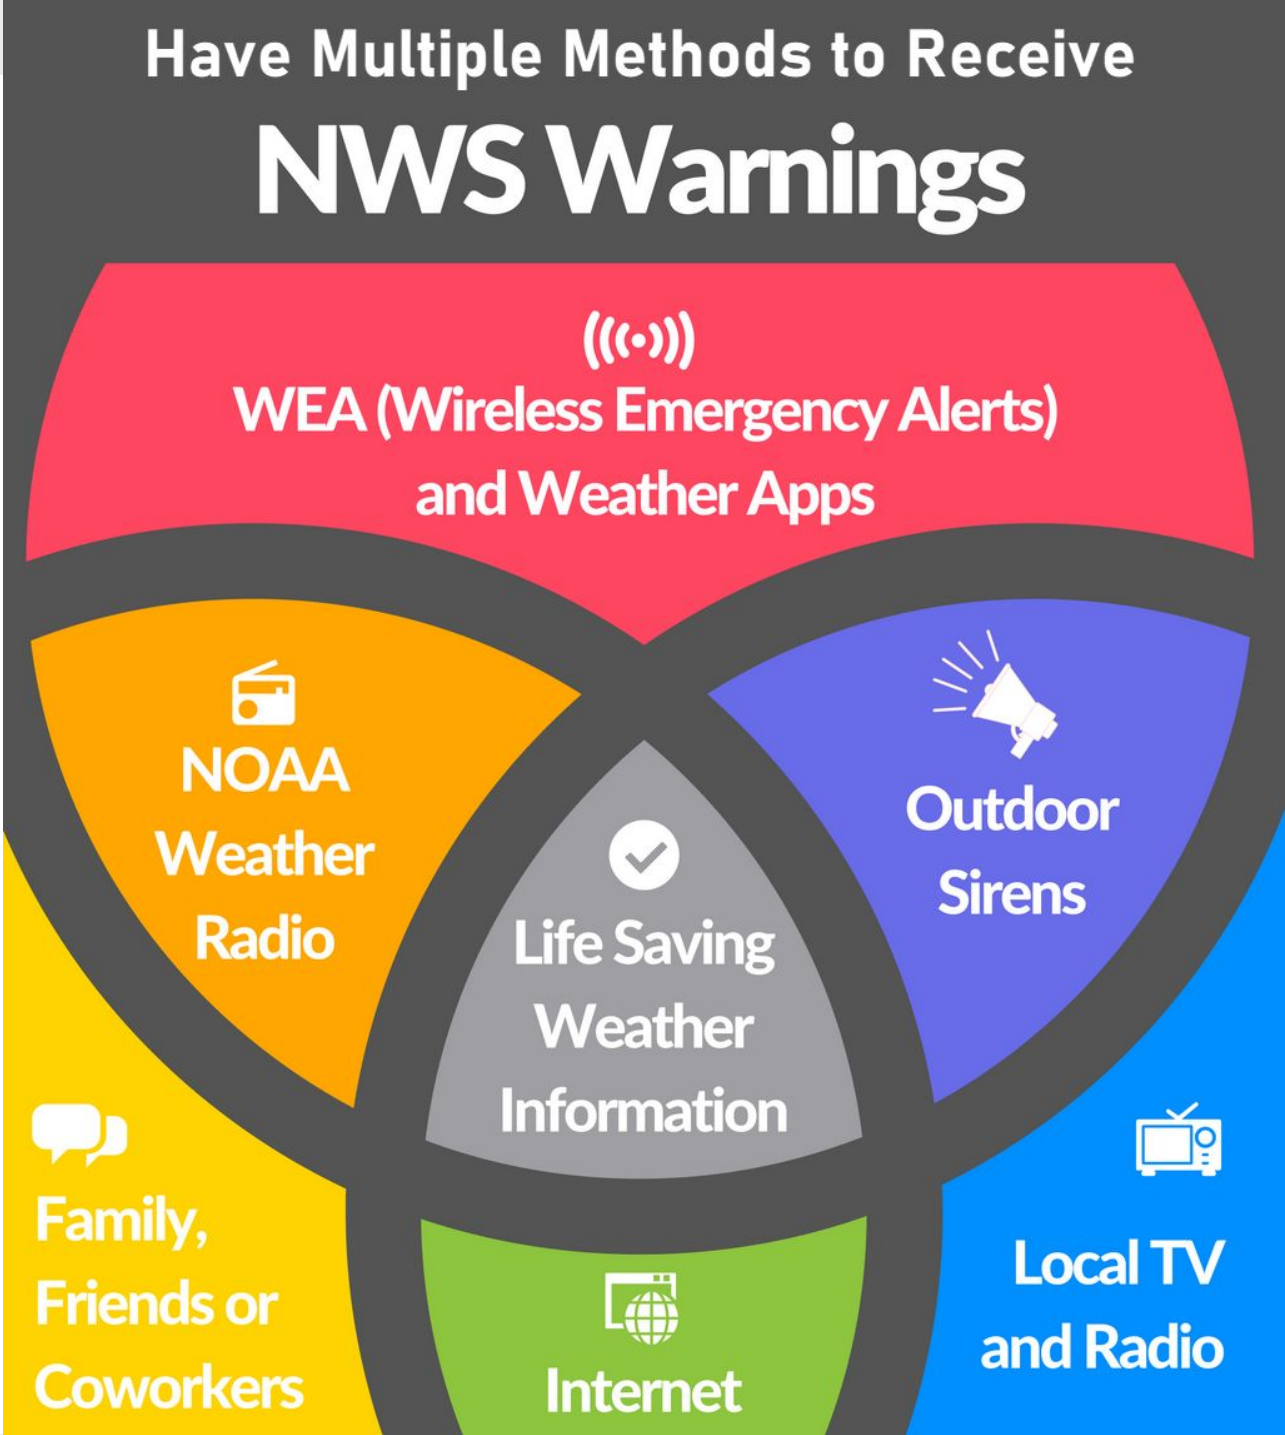 Have Multiple Methods to Receive
NWS Warnings
WEA (Wireless Emergency Alerts)
and Weather Apps
NOAA
Weather
Radio
Outdoor
Sirens
Life Saving
Weather
Information
Family,
Friends or
Coworkers
Internet
Local TV
and Radio